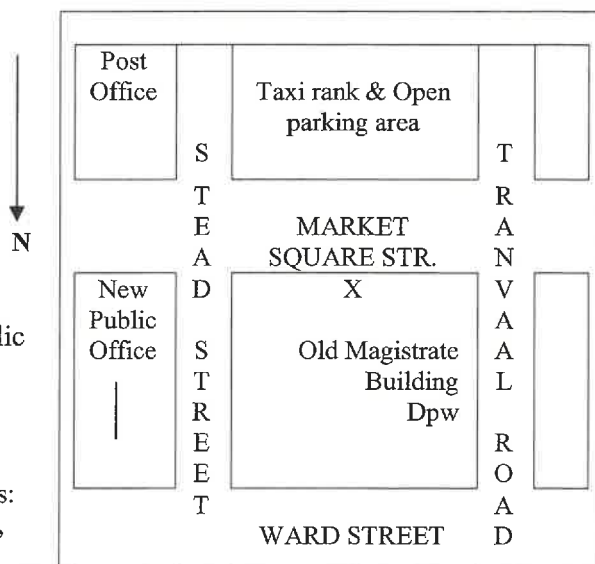 Post
Office
Taxi rank & Open
parking area
STEAD STREET
TRANVAAL ROAD
MARKET
SQUARE STR.
X
N
New
Public
Office
Old Magistrate
Building
Dpw
WARD STREET
lic
s:
,